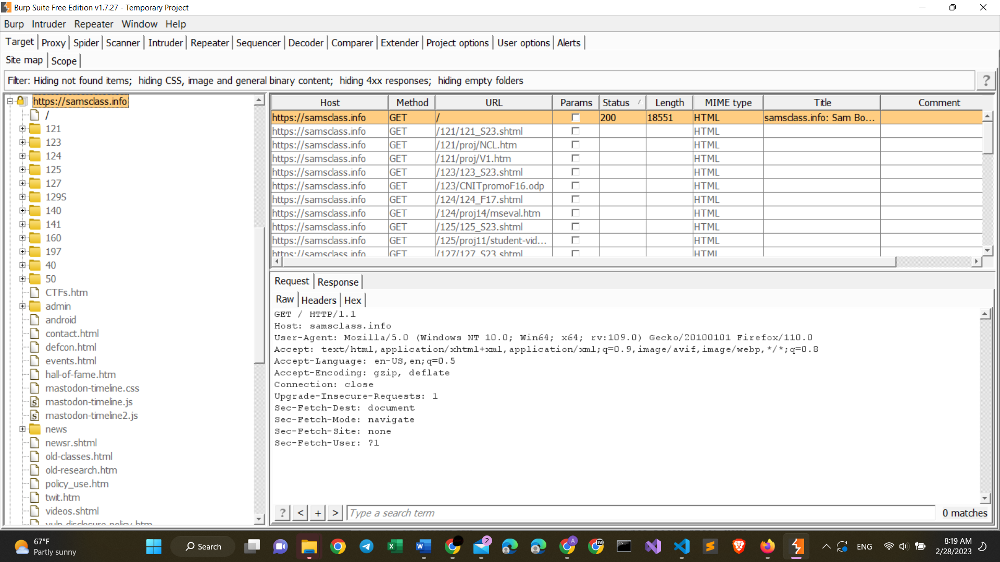 Burp Suite Free Edition v1.7.27 - Temporary Project
Burp Intruder Repeater Window Help
Target Proxy Spider Scanner Intruder Repeater Sequencer Decoder Comparer Extender Project options User options Alerts
Site map Scope
Filter: Hiding not found items; hiding CSS, image and general binary content; hiding 4xx responses; hiding empty folders
?
https://samsclass.info
/
121
123
124
125
127
129S
140
141
160
197
40
50
CTFs.htm
admin
android
contact.html
defcon.html
events.html
hall-of-fame.htm
mastodon-timeline.css
mastodon-timeline.js
mastodon-timeline2.js
news
newsr.shtml
old-classes.html
old-research.htm
policy_use.htm
twit.htm
videos.shtml
vuln-disclosure-policy.htm
Host Method URL Params Status Length MIME type Title Comment
https://samsclass.info GET / 200 18551 HTML samsclass.info: Sam Bo...
https://samsclass.info GET /121/121_S23.shtml HTML
https://samsclass.info GET /121/proj/NCL.htm HTML
https://samsclass.info GET /121/proj/V1.htm HTML
https://samsclass.info GET /123/123_S23.shtml HTML
https://samsclass.info GET /123/CNITpromoF16.odp HTML
https://samsclass.info GET /124/124_F17.shtml HTML
https://samsclass.info GET /124/proj14/mseval.htm HTML
https://samsclass.info GET /125/125_S23.shtml HTML
https://samsclass.info GET /125/proj11/student-vid... HTML
https://samsclass.info GET /127/127_S23.shtml HTML
Request Response
Raw Headers Hex
GET / HTTP/1.1
Host: samsclass.info
User-Agent: Mozilla/5.0 (Windows NT 10.0; Win64; x64; rv:109.0) Gecko/20100101 Firefox/110.0
Accept: text/html,application/xhtml+xml,application/xml;q=0.9,image/avif,image/webp,*/*;q=0.8
Accept-Language: en-US,en;q=0.5
Accept-Encoding: gzip, deflate
Connection: close
Upgrade-Insecure-Requests: 1
Sec-Fetch-Dest: document
Sec-Fetch-Mode: navigate
Sec-Fetch-Site: none
Sec-Fetch-User: ?1
? < + > Type a search term 0 matches
67°F
Partly sunny
Search
2
A
ENG
8:19 AM
2/28/2023